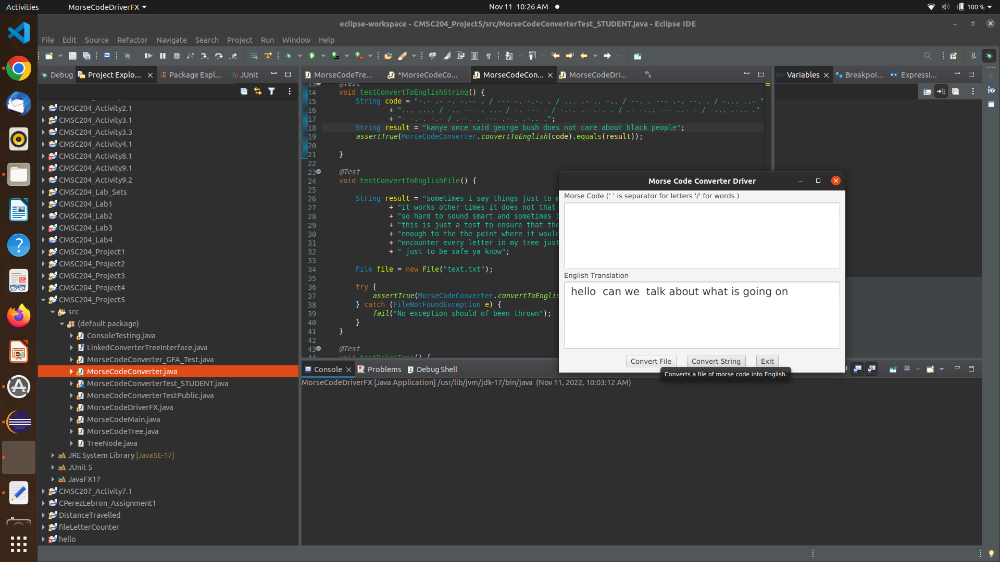 Activities
MorseCodeDriverFX
Nov 11 10:26 AM
100 %
eclipse-workspace - CMSC204_Project5/src/MorseCodeConverterTest_STUDENT.java - Eclipse IDE
File Edit Source Refactor Navigate Search Project Run Window Help
Debug
Project Explo...
Package Expl...
JUnit
MorseCodeTree...
*MorseCodeCo...
MorseCodeCon...
MorseCodeDri...
Variables
Breakpoi...
Expressi...
CMSC204_Activity2.1
CMSC204_Activity3.1
CMSC204_Activity3.3
CMSC204_Activity4.1
CMSC204_Activity8.1
CMSC204_Activity9.1
CMSC204_Activity9.2
CMSC204_Lab_Sets
CMSC204_Lab1
CMSC204_Lab2
CMSC204_Lab3
CMSC204_Lab4
CMSC204_Project1
CMSC204_Project2
CMSC204_Project3
CMSC204_Project4
CMSC204_Project5
src
(default package)
ConsoleTesting.java
LinkedConverterTreeInterface.java
MorseCodeConverter_GFA_Test.java
MorseCodeConverter.java
MorseCodeConverterTest_STUDENT.java
MorseCodeConverterTestPublic.java
MorseCodeDriverFX.java
MorseCodeMain.java
MorseCodeTree.java
TreeNode.java
JRE System Library [JavaSE-17]
JUnit 5
JavaFX17
CMSC207_Activity7.1
CPerezLebron_Assignment1
DistanceTravelled
fileLetterCounter
hello
13 @Test
14 void testConvertToEnglishString() {
15 String code = "-.- .- -. -.-- . / --- -. -.-. . / ... .- .. -.. / --. . --- .-. --. . / -... ..- "
16 + "... .... / -.. --- . ... / -. --- - / -.-. .- .-. . / .- -... --- ..- - / -... .-.. ."
17 + "- -.-. -.- / .--. . --- .--. .-.. .";
18 String result = "kanye once said george bush does not care about black people";
19 assertTrue(MorseCodeConverter.convertToEnglish(code).equals(result));
20
21 }
22
23 @Test
24 void testConvertToEnglishFile() {
25
26 String result = "sometimes i say things just to m
27 + "it works other times it does not that
28 + "so hard to sound smart and sometimes i
29 + "this is just a test to ensure that the
30 + "enough to the the point where it would
31 + "encounter every letter in my tree just
32 + " just to be safe ya know";
33
34 File file = new File("text.txt");
35
36 try {
37 assertTrue(MorseCodeConverter.convertToEnglis
38 } catch (FileNotFoundException e) {
39 fail("No exception should of been thrown");
40 }
41 }
42
43 @Test
44 void testPrintTree() {
Morse Code Converter Driver
Morse Code (' ' is separator for letters '/' for words )
English Translation
hello  can we  talk about what is going on
Convert File
Convert String
Exit
Converts a file of morse code into English.
Console
Problems
Debug Shell
MorseCodeDriverFX [Java Application] /usr/lib/jvm/jdk-17/bin/java (Nov 11, 2022, 10:03:12 AM)